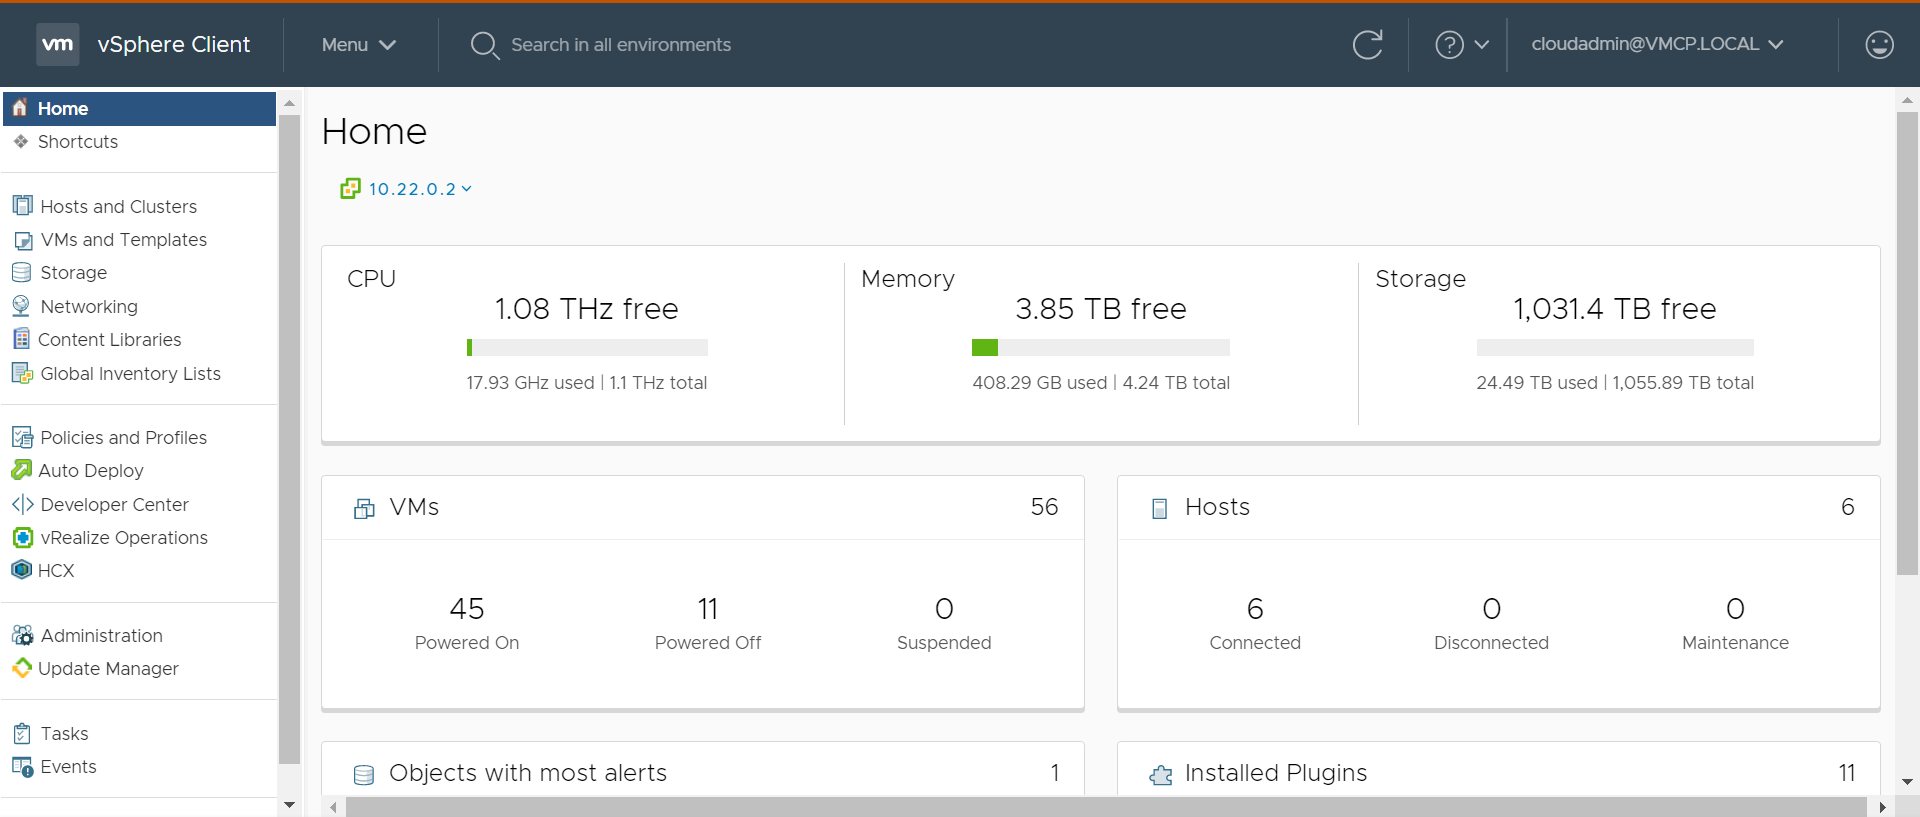 vm vSphere Client Menu Search in all environments ? cloudadmin@VMCP.LOCAL
Home
Shortcuts
Hosts and Clusters
VMs and Templates
Storage
Networking
Content Libraries
Global Inventory Lists
Policies and Profiles
Auto Deploy
Developer Center
vRealize Operations
HCX
Administration
Update Manager
Tasks
Events
Home
10.22.0.2
CPU
1.08 THz free
17.93 GHz used | 1.1 THz total
Memory
3.85 TB free
408.29 GB used | 4.24 TB total
Storage
1,031.4 TB free
24.49 TB used | 1,055.89 TB total
VMs 56
45 11 0
Powered On Powered Off Suspended
Hosts 6
6 0 0
Connected Disconnected Maintenance
Objects with most alerts 1
Installed Plugins 11